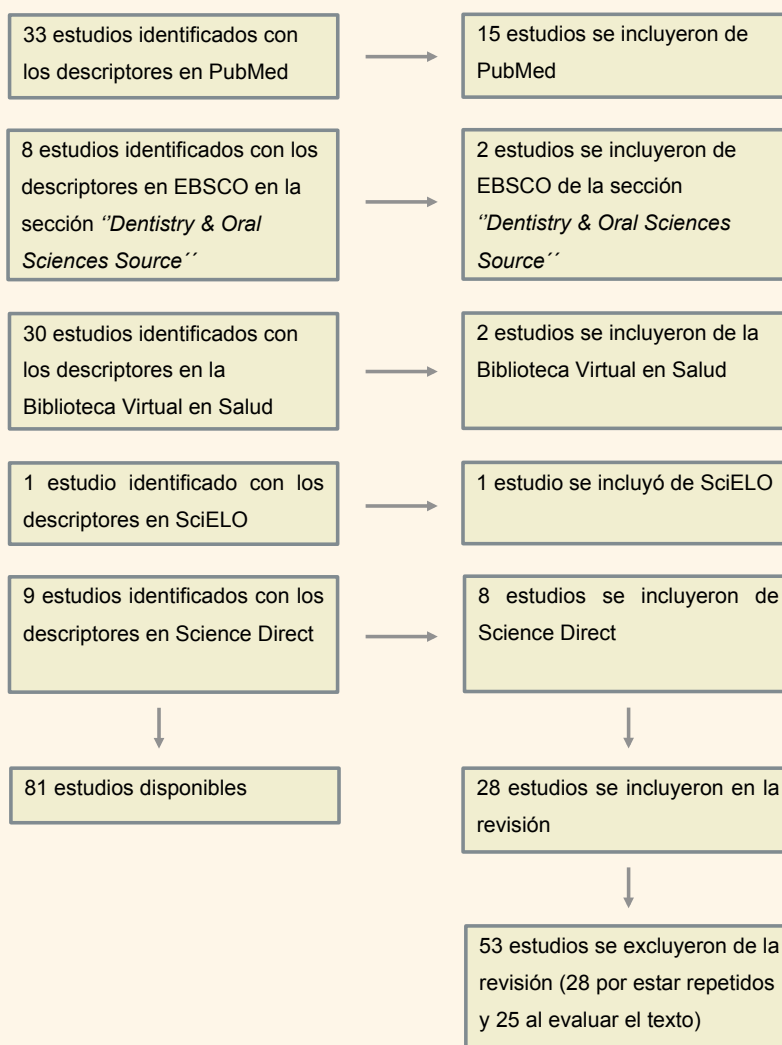 33 estudios identificados con
los descriptores en PubMed
15 estudios se incluyeron de
PubMed
8 estudios identificados con los
descriptores en EBSCO en la
sección ‘’Dentistry & Oral
Sciences Source´´
2 estudios se incluyeron de
EBSCO de la sección
‘’Dentistry & Oral Sciences
Source´´
30 estudios identificados con
los descriptores en la
Biblioteca Virtual en Salud
2 estudios se incluyeron de la
Biblioteca Virtual en Salud
1 estudio identificado con los
descriptores en SciELO
1 estudio se incluyó de SciELO
9 estudios identificados con los
descriptores en Science Direct
8 estudios se incluyeron de
Science Direct
81 estudios disponibles
28 estudios se incluyeron en la
revisión
53 estudios se excluyeron de la
revisión (28 por estar repetidos
y 25 al evaluar el texto)